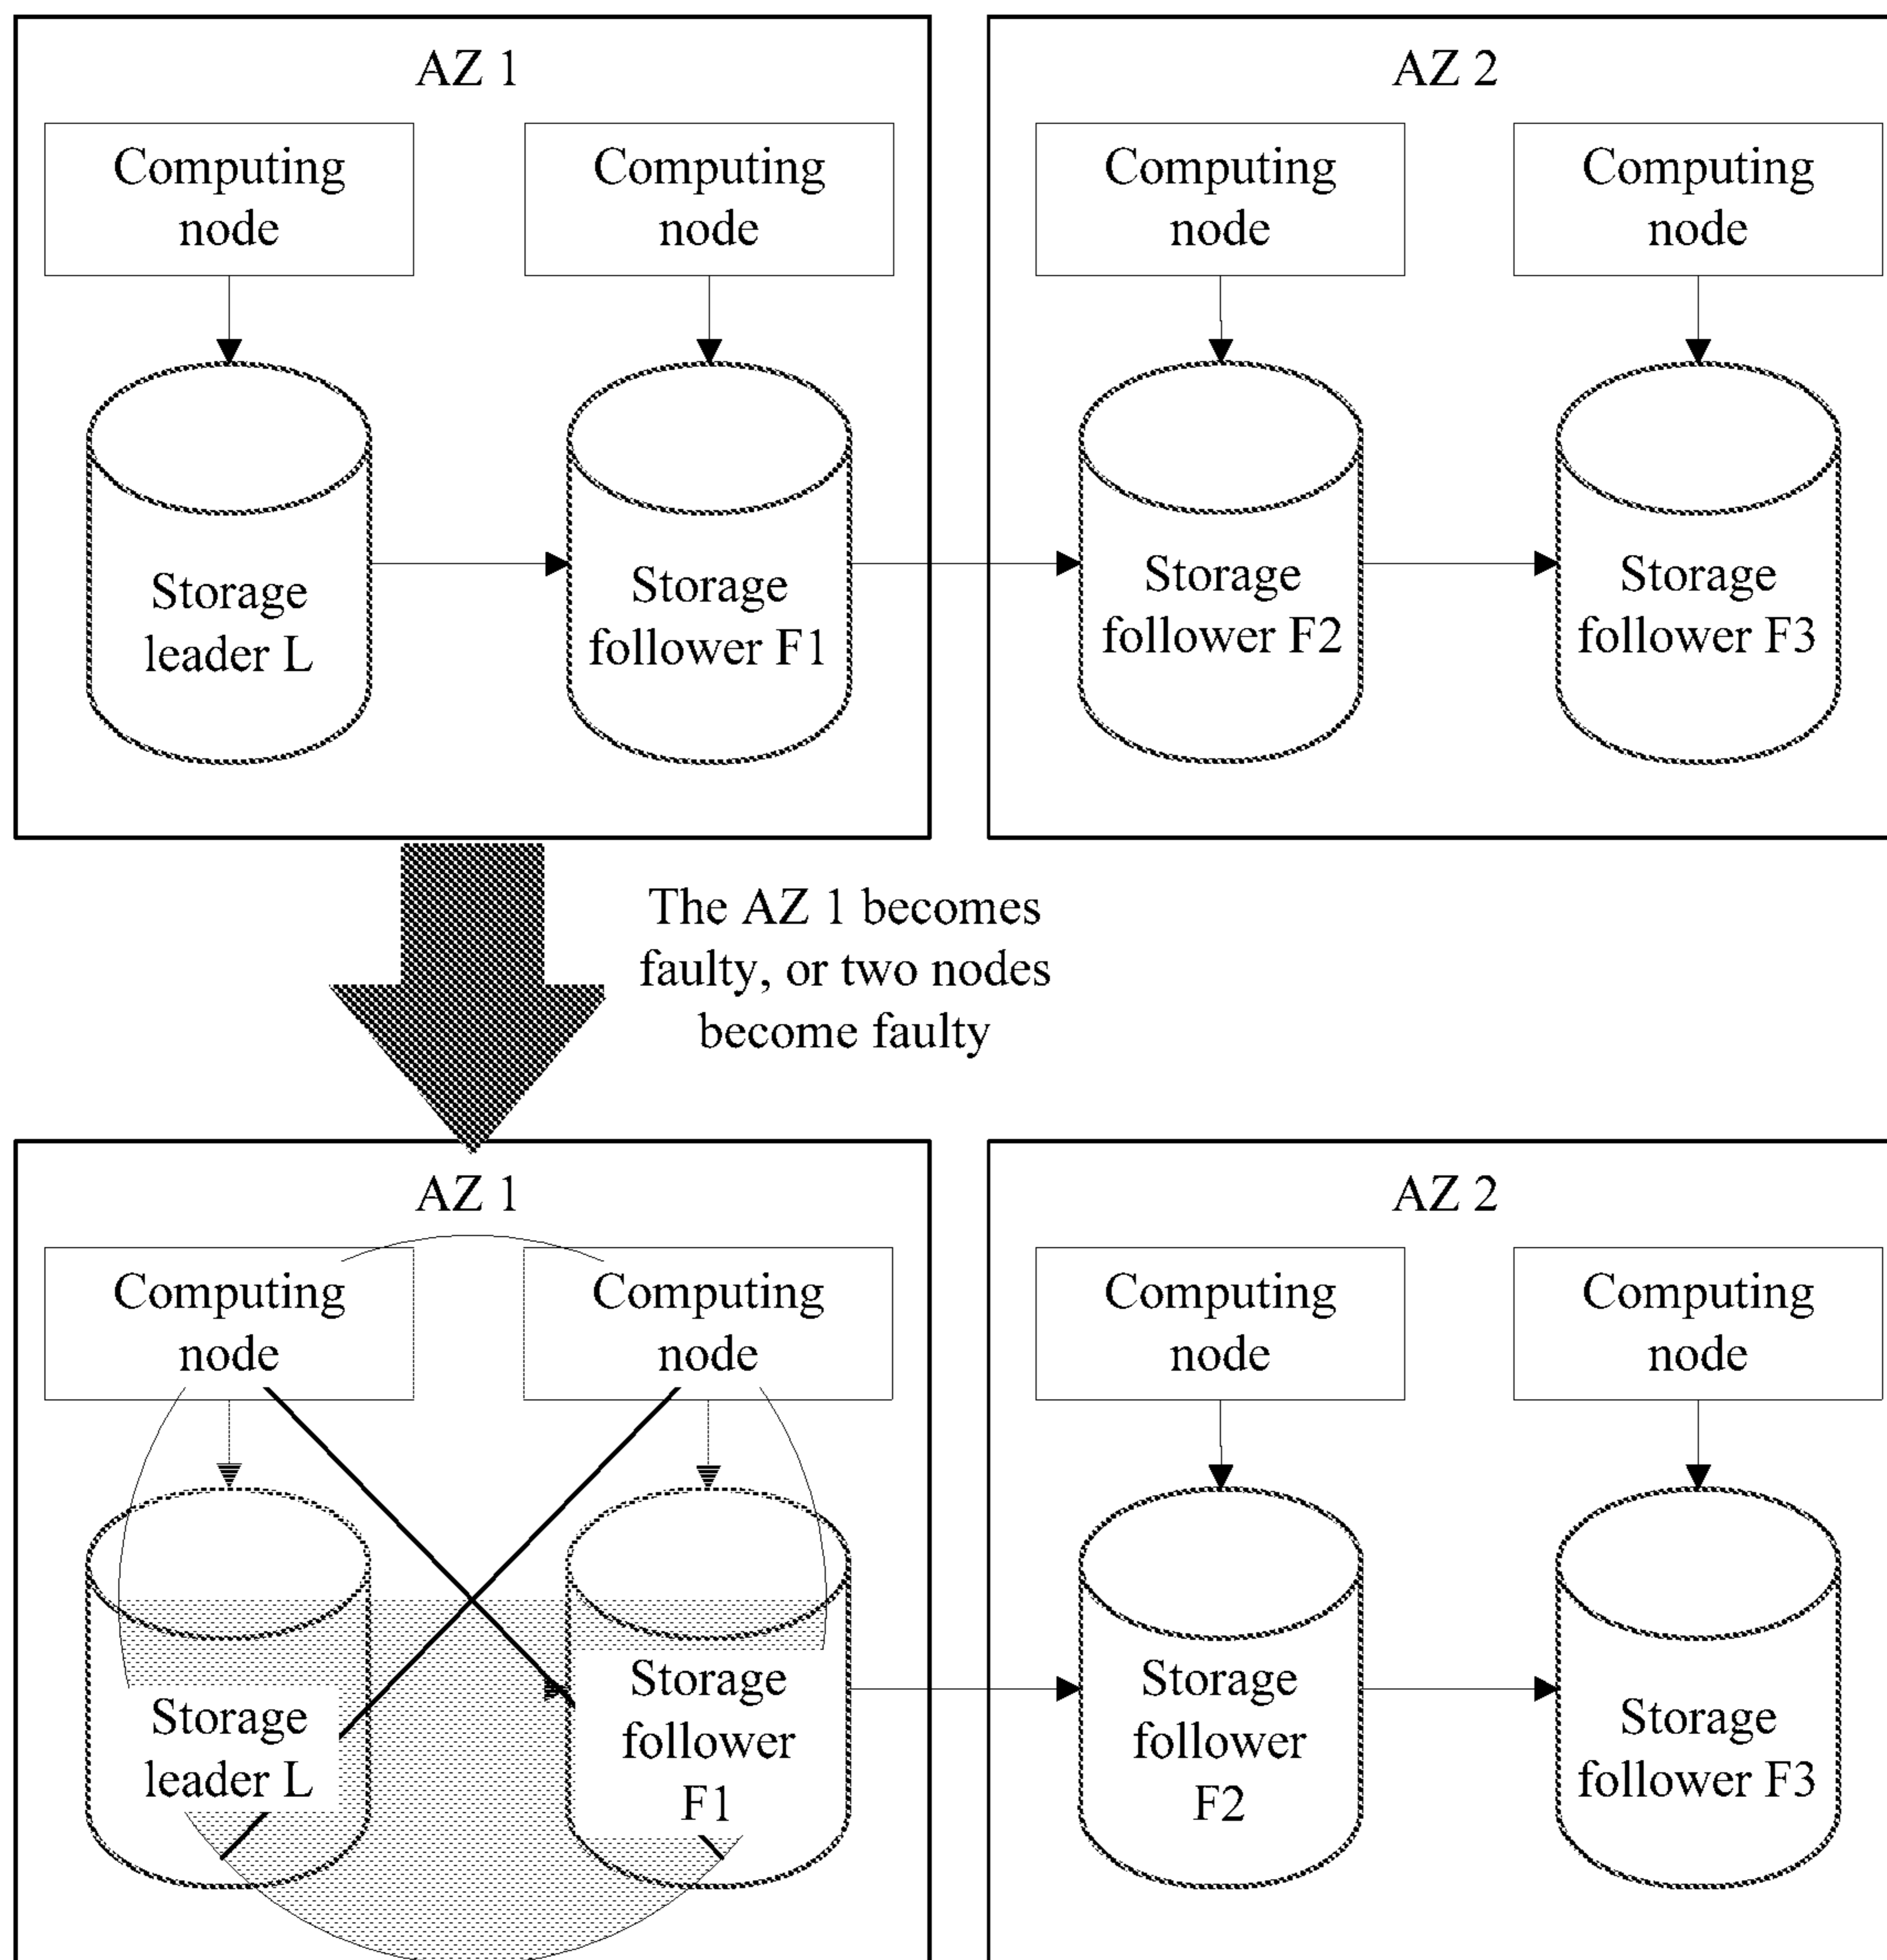 AZ 1
Computing
node
Computing
node
Storage
leader L
Storage
follower F1
AZ 2
Computing
node
Computing
node
Storage
follower F2
Storage
follower F3
The AZ 1 becomes
faulty, or two nodes
become faulty
AZ 1
Computing
node
Computing
node
Storage
leader L
Storage
follower
F1
AZ 2
Computing
node
Computing
node
Storage
follower
F2
Storage
follower F3